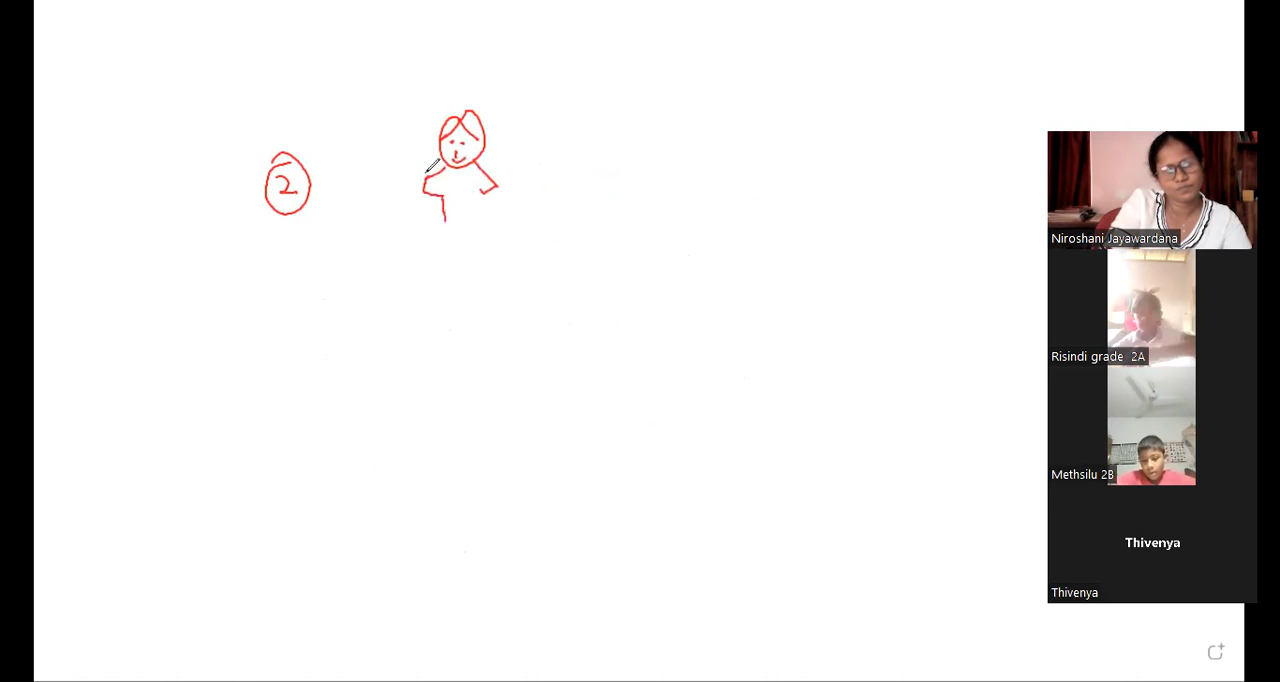 2
Niroshani Jayawardana
Risindi grade 2A
Methsilu 2B
Thivenya
Thivenya